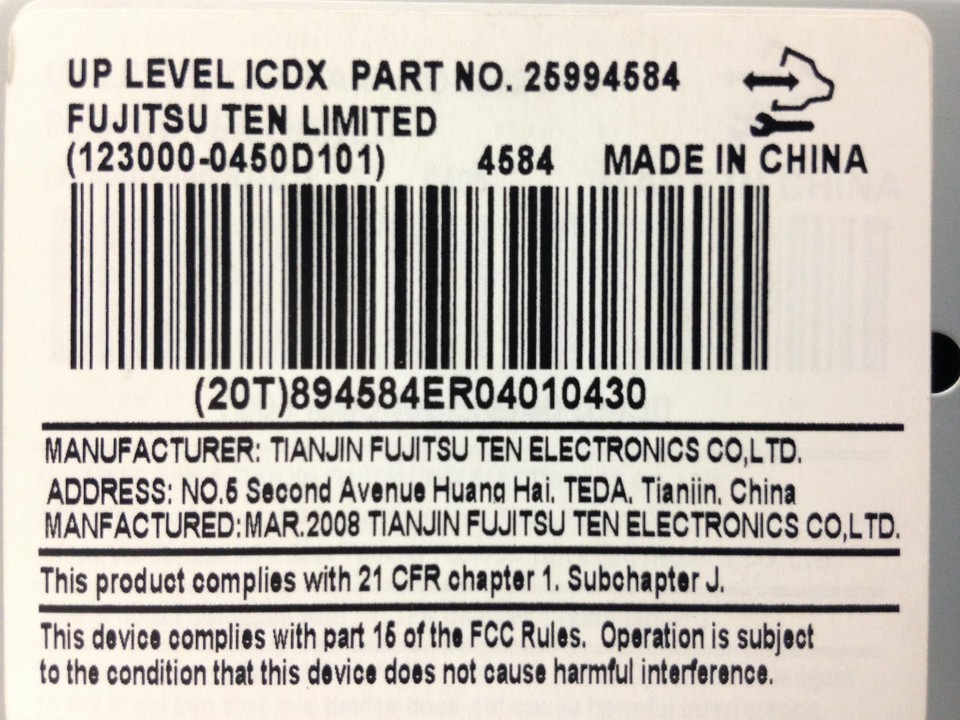 UP LEVEL ICDX PART NO. 25994584
FUJITSU TEN LIMITED
(123000-0450D101) 4584 MADE IN CHINA
(20T)894584ER04010430
MANUFACTURER: TIANJIN FUJITSU TEN ELECTRONICS CO,LTD.
ADDRESS: NO.6 Second Avenue Huang Hai. TEDA. Tianjin. China
MANFACTURED:MAR.2008 TIANJIN FUJITSU TEN ELECTRONICS CO,LTD.
This product complies with 21 CFR chapter 1. Subchapter J.
This device complies with part 15 of the FCC Rules. Operation is subject
to the condition that this device does not cause harmful interference.